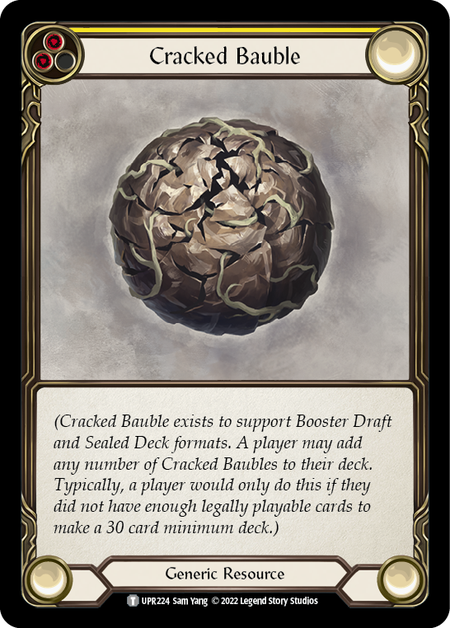 Cracked Bauble
(Cracked Bauble exists to support Booster Draft
and Sealed Deck formats. A player may add
any number of Cracked Baubles to their deck.
Typically, a player would only do this if they
did not have enough legally playable cards to
make a 30 card minimum deck.)
Generic Resource
T UPR224 Sam Yang © 2022 Legend Story Studios